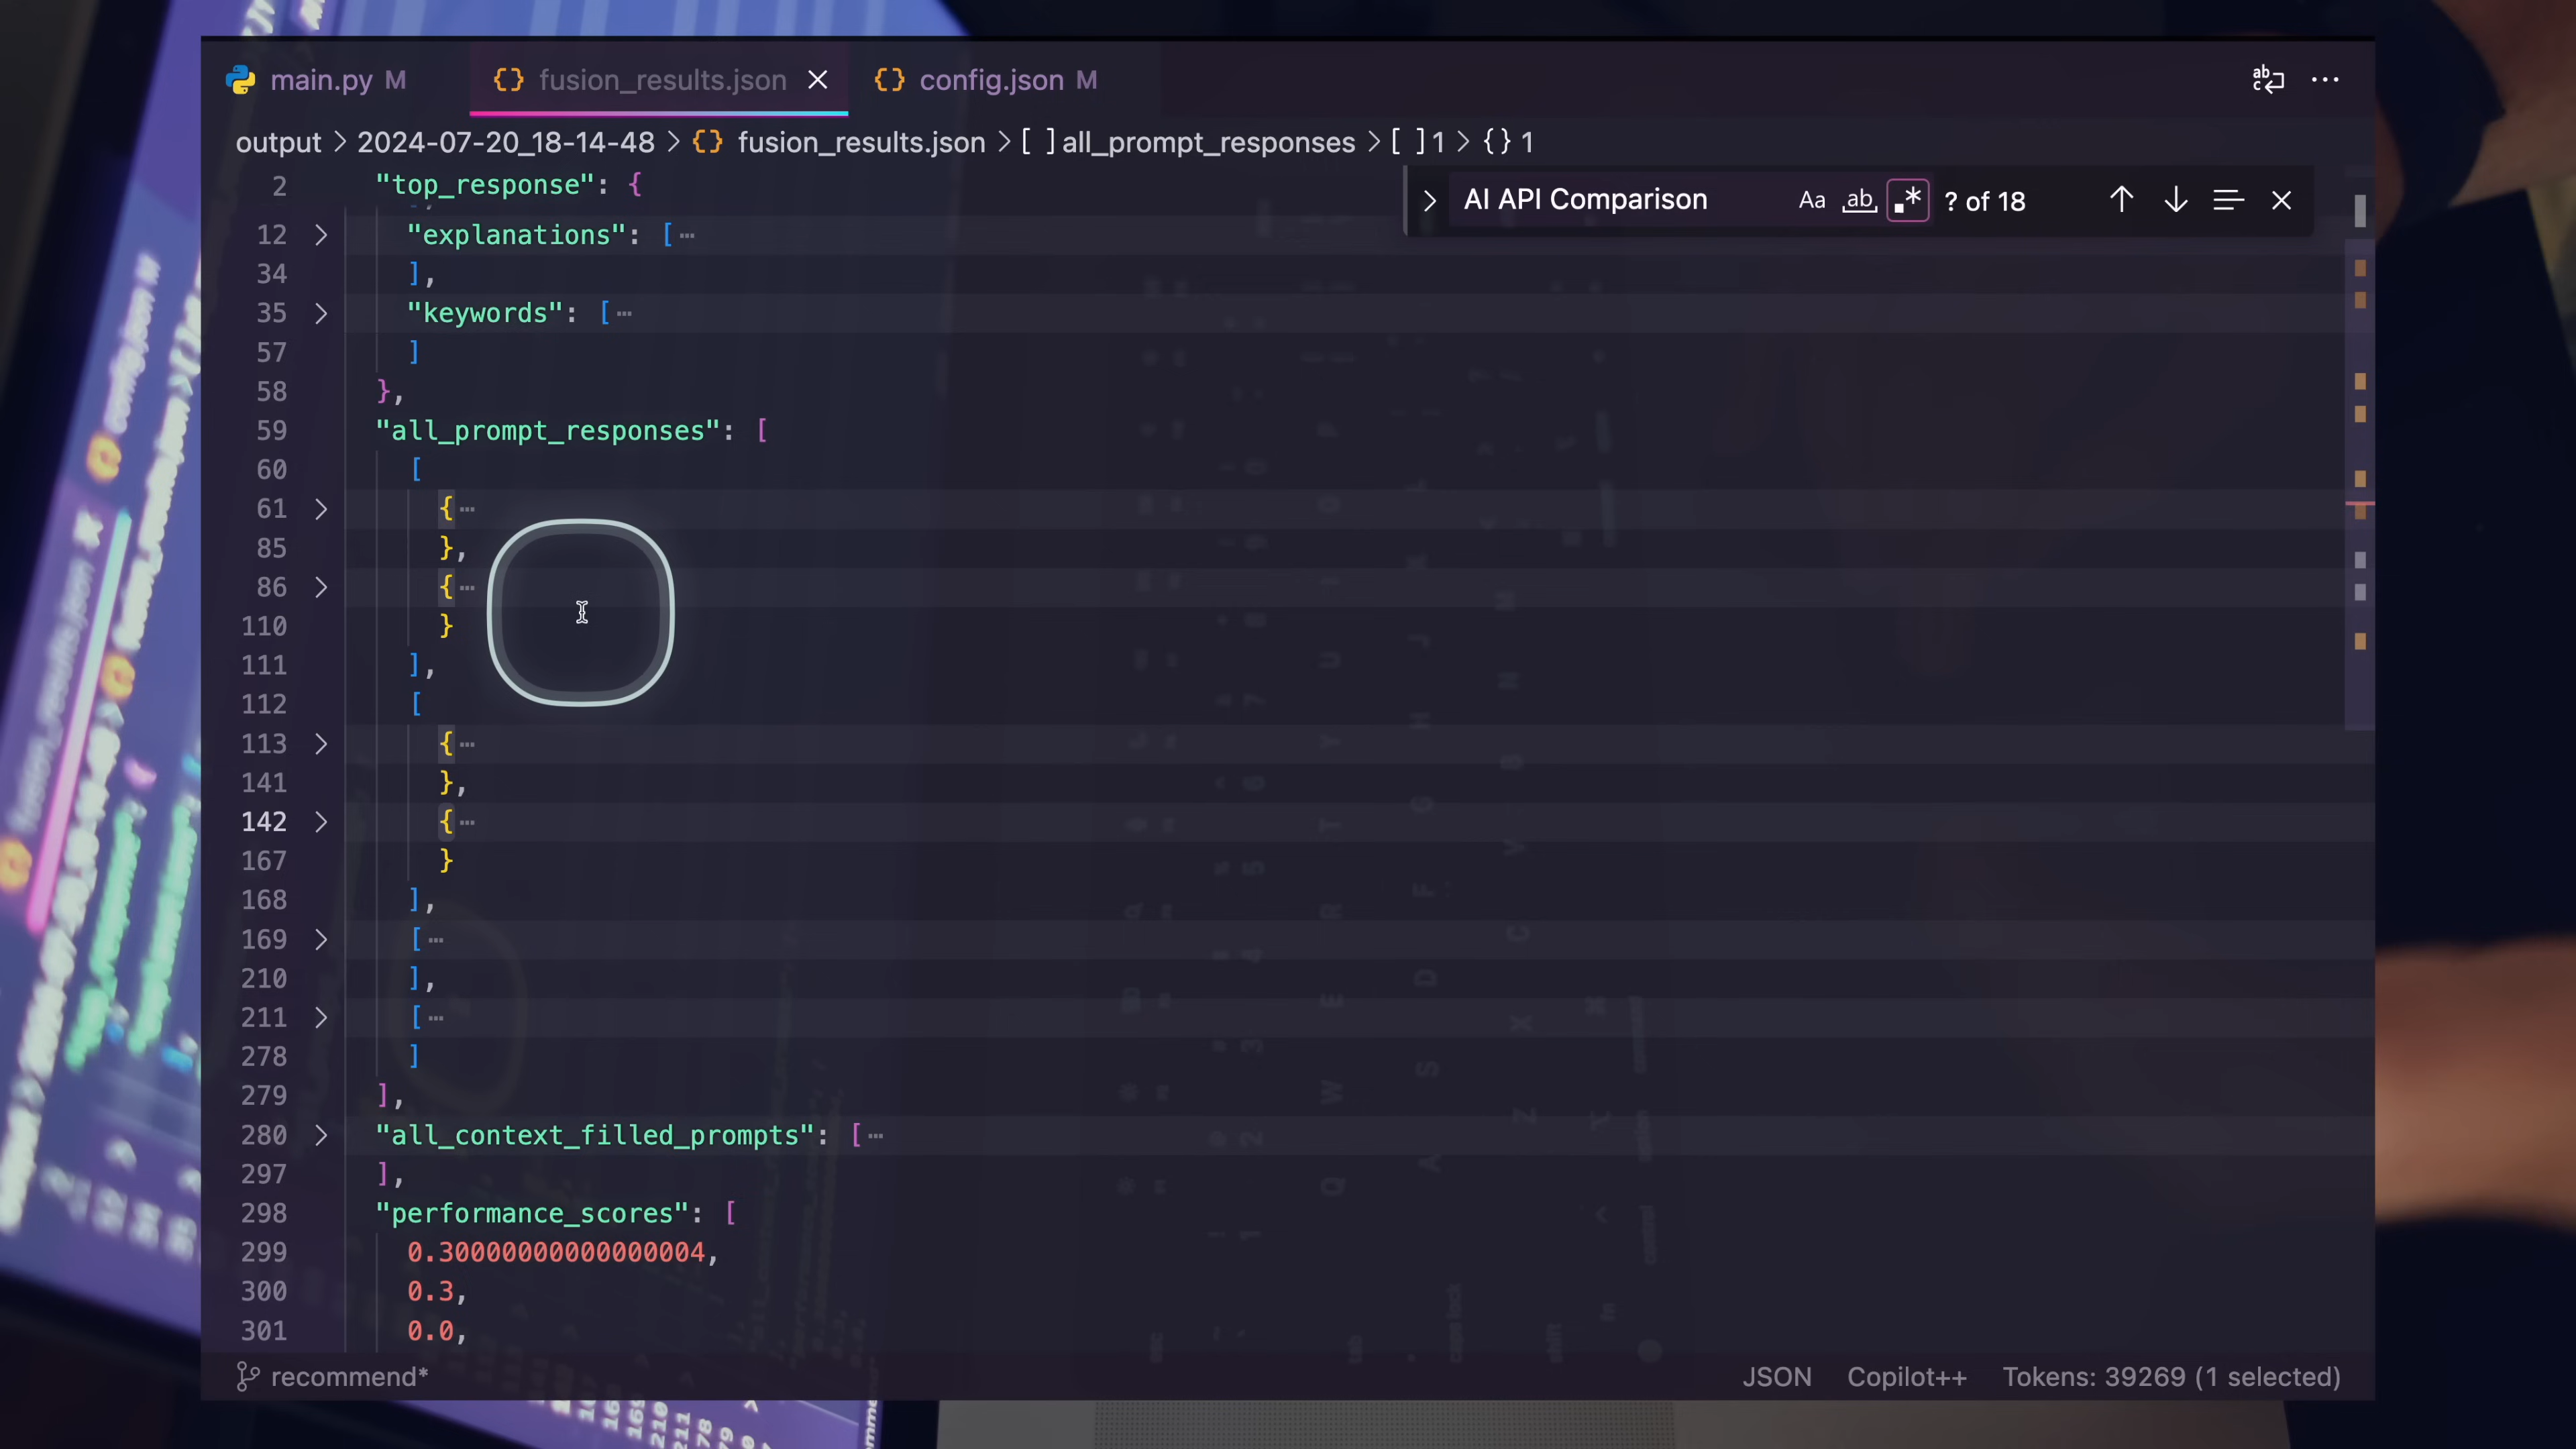 main.py M
fusion_results.json
config.json M
output > 2024-07-20_18-14-48 > {} fusion_results.json > [ ] all_prompt_responses > [ ] 1 > {} 1
AI API Comparison
Aa ab .* ? of 18
2 "top_response": {
12 > "explanations": [ ⋯
34 ],
35 > "keywords": [ ⋯
57 ]
58 },
59 "all_prompt_responses": [
60 [
61 > { ⋯
85 },
86 > { ⋯
110 }
111 ],
112 [
113 > { ⋯
141 },
142 > { ⋯
167 }
168 ],
169 > [ ⋯
210 ],
211 > [ ⋯
278 ]
279 ],
280 > "all_context_filled_prompts": [ ⋯
297 ],
298 "performance_scores": [
299 0.30000000000000004,
300 0.3,
301 0.0,
recommend*
JSON Copilot++ Tokens: 39269 (1 selected)